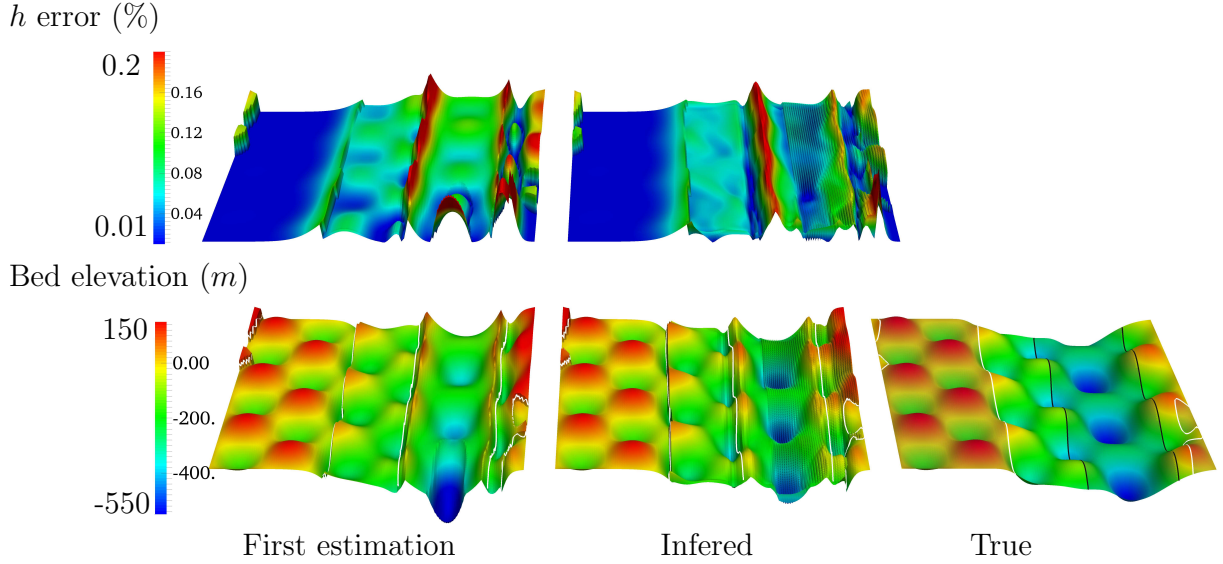 h error (%)
0.2
0.16
0.12
0.08
0.04
0.01
Bed elevation (m)
150
0.00
-200.
-400.
-550
First estimation
Infered
True